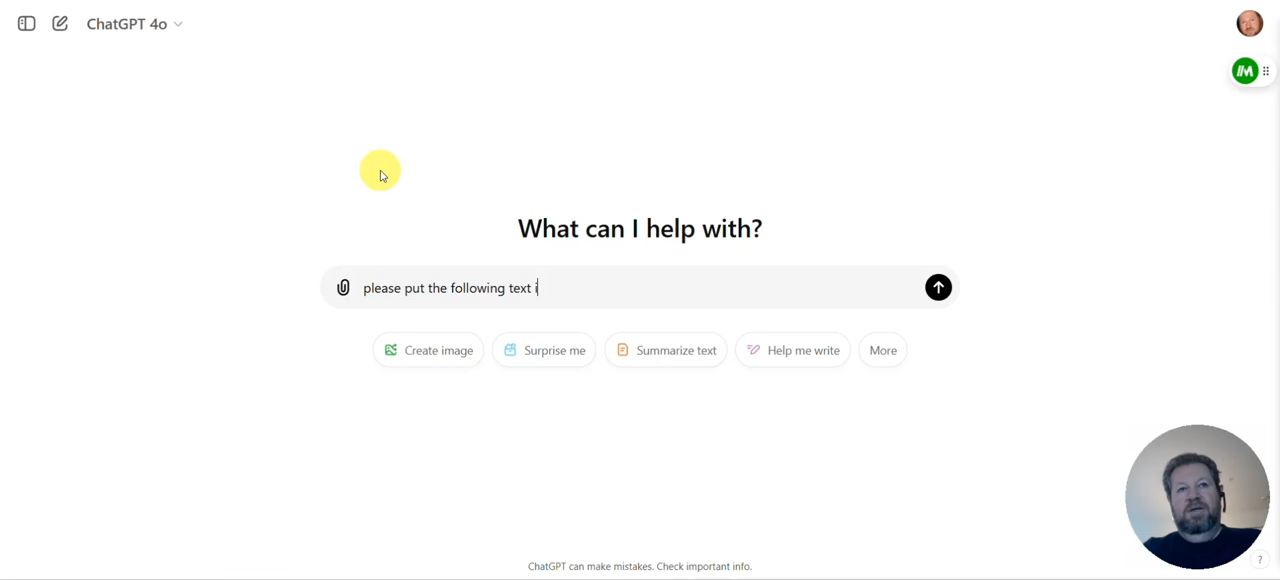 ChatGPT 4o
What can I help with?
please put the following text i
Create image
Surprise me
Summarize text
Help me write
More
ChatGPT can make mistakes. Check important info.
?